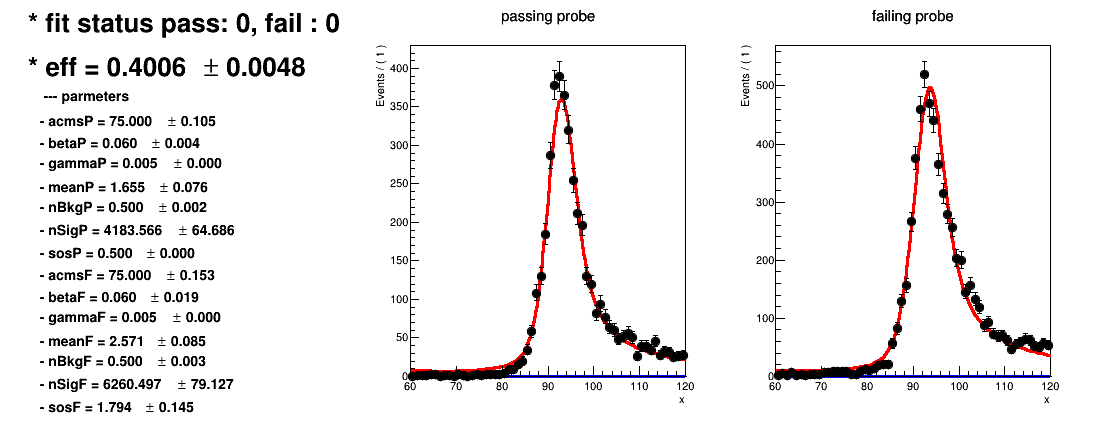 * fit status pass: 0, fail : 0
* eff = 0.4006 ± 0.0048
--- parmeters
- acmsP = 75.000 ± 0.105
- betaP = 0.060 ± 0.004
- gammaP = 0.005 ± 0.000
- meanP = 1.655 ± 0.076
- nBkgP = 0.500 ± 0.002
- nSigP = 4183.566 ± 64.686
- sosP = 0.500 ± 0.000
- acmsF = 75.000 ± 0.153
- betaF = 0.060 ± 0.019
- gammaF = 0.005 ± 0.000
- meanF = 2.571 ± 0.085
- nBkgF = 0.500 ± 0.003
- nSigF = 6260.497 ± 79.127
- sosF = 1.794 ± 0.145
passing probe
Events / ( 1 )
400
350
300
250
200
150
100
50
0
60 70 80 90 100 110 120
x
failing probe
Events / ( 1 )
500
400
300
200
100
0
60 70 80 90 100 110 120
x